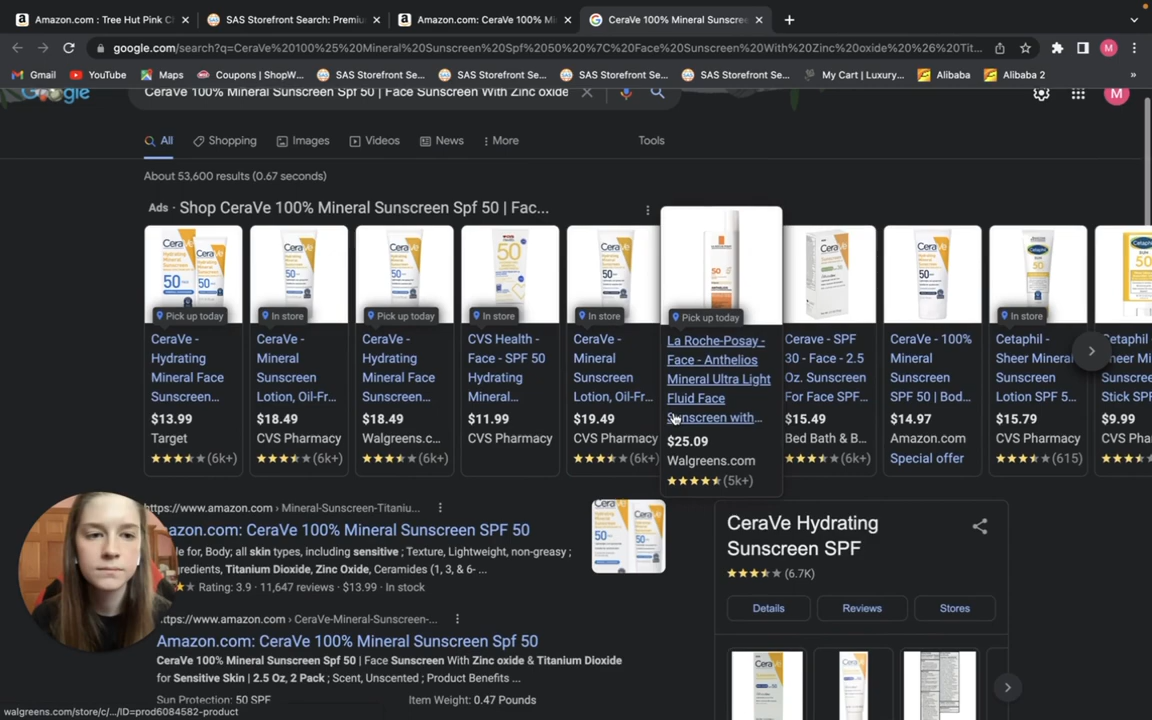 Amazon.com : Tree Hut Pink C
SAS Storefront Search: Premiu
Amazon.com: CeraVe 100% Mi
CeraVe 100% Mineral Sunscree
google.com/search?q=CeraVe%20100%25%20Mineral%20Sunscreen%20Spf%2050%20%7C%20Face%20Sunscreen%20With%20Zinc%20oxide%20%26%20Tit...
Gmail
YouTube
Maps
Coupons | ShopW...
SAS Storefront Se...
SAS Storefront Se...
SAS Storefront Se...
SAS Storefront Se...
My Cart | Luxury...
Alibaba
Alibaba 2
Google
CeraVe 100% Mineral Sunscreen Spf 50 | Face Sunscreen With Zinc oxide
M
All
Shopping
Images
Videos
News
More
Tools
About 53,600 results (0.67 seconds)
Ads · Shop CeraVe 100% Mineral Sunscreen Spf 50 | Fac...
Pick up today
CeraVe -
Hydrating
Mineral Face
Sunscreen...
$13.99
Target
(6k+)
In store
CeraVe -
Mineral
Sunscreen
Lotion, Oil-Fr...
$18.49
CVS Pharmacy
(6k+)
Pick up today
CeraVe -
Hydrating
Mineral Face
Sunscreen...
$18.49
Walgreens.c...
(6k+)
In store
CVS Health -
Face - SPF 50
Hydrating
Mineral...
$11.99
CVS Pharmacy
In store
CeraVe -
Mineral
Sunscreen
Lotion, Oil-Fr...
$19.49
CVS Pharmacy
(6k+)
Pick up today
La Roche-Posay -
Face - Anthelios
Mineral Ultra Light
Fluid Face
Sunscreen with...
$25.09
Walgreens.com
(5k+)
Cerave - SPF
30 - Face - 2.5
Oz. Sunscreen
For Face SPF...
$15.49
Bed Bath & B...
(6k+)
CeraVe - 100%
Mineral
Sunscreen
SPF 50 | Bod...
$14.97
Amazon.com
Special offer
In store
Cetaphil -
Sheer Mineral
Lotion SPF 5...
$15.79
CVS Pharmacy
(615)
Cetaphil -
Sheer Miner
Stick SPF
$9.99
CVS Pharma
https://www.amazon.com › Mineral-Sunscreen-Titaniu...
azon.com: CeraVe 100% Mineral Sunscreen SPF 50
le for, Body; all skin types, including sensitive ; Texture, Lightweight, non-greasy ;
redients, Titanium Dioxide, Zinc Oxide, Ceramides (1, 3, & 6- ...
Rating: 3.9 · 11,647 reviews · $13.99 · In stock
ttps://www.amazon.com › CeraVe-Mineral-Sunscreen-...
Amazon.com: CeraVe 100% Mineral Sunscreen Spf 50
CeraVe 100% Mineral Sunscreen Spf 50 | Face Sunscreen With Zinc oxide & Titanium Dioxide
for Sensitive Skin | 2.5 Oz, 2 Pack ; Scent, Unscented ; Product Benefits ...
Sun Protection: 50 SPF
Item Weight: 0.47 Pounds
CeraVe Hydrating
Sunscreen SPF
(6.7K)
Details
Reviews
Stores
walgreens.com/store/c/.../ID=prod6084582-product